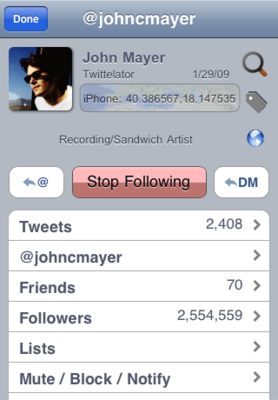 Done
@johncmayer
John Mayer
Twittelator 1/29/09
iPhone: 40.386567,18.147535
Recording/Sandwich Artist
@
Stop Following
DM
Tweets 2,408
@johncmayer
Friends 70
Followers 2,554,559
Lists
Mute / Block / Notify